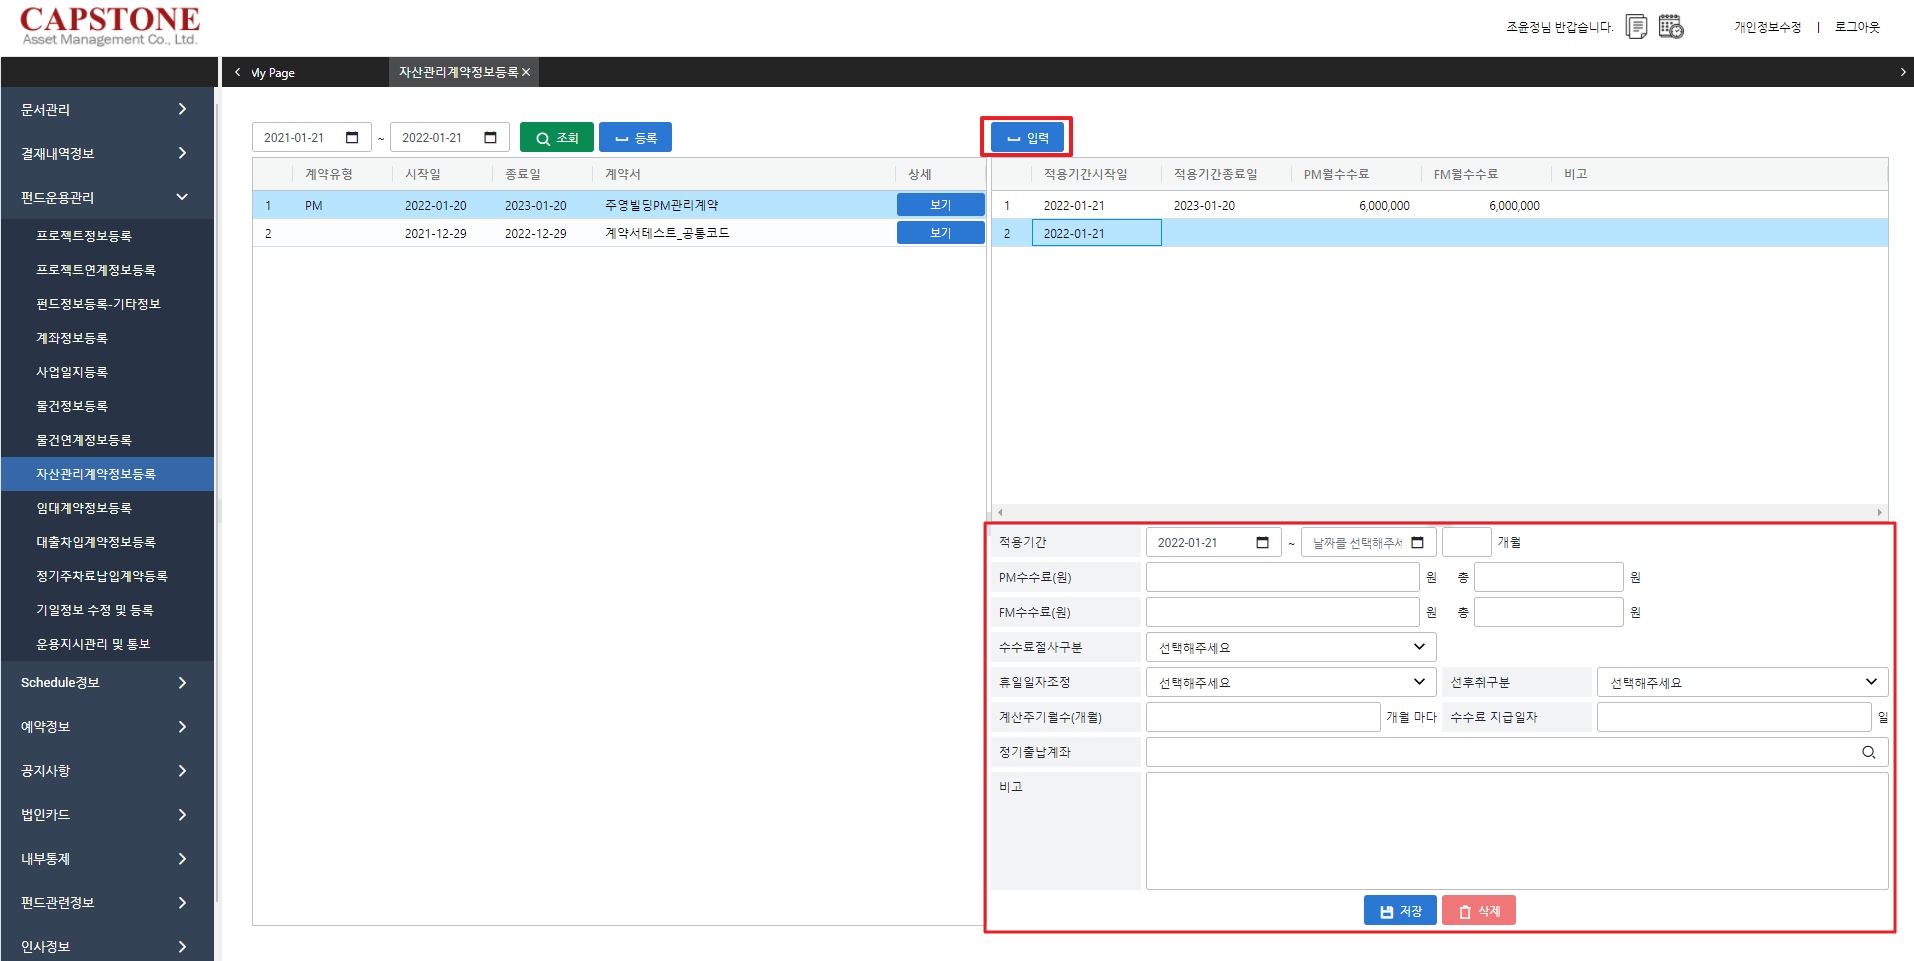 CAPSTONE
Asset Management Co., Ltd.
조윤정님 반갑습니다.
개인정보수정 | 로그아웃
My Page
자산관리계약정보등록
문서관리
결재내역정보
펀드운용관리
프로젝트정보등록
프로젝트연계정보등록
펀드정보등록-기타정보
계좌정보등록
사업일지등록
물건정보등록
물건연계정보등록
자산관리계약정보등록
임대계약정보등록
대출차입계약정보등록
정기주차료납입계약등록
기일정보 수정 및 등록
운용지시관리 및 통보
Schedule정보
예약정보
공지사항
법인카드
내부통제
펀드관련정보
인사정보
2021-01-21 ~ 2022-01-21 조회 등록
계약유형 시작일 종료일 계약서 상세
1 PM 2022-01-20 2023-01-20 주영빌딩PM관리계약 보기
2 2021-12-29 2022-12-29 계약서테스트_공통코드 보기
입력
적용기간시작일 적용기간종료일 PM월수수료 FM월수수료 비고
1 2022-01-21 2023-01-20 6,000,000 6,000,000
2 2022-01-21
적용기간 2022-01-21 ~ 날짜를 선택해주세 개월
PM수수료(원) 원 총 원
FM수수료(원) 원 총 원
수수료절사구분 선택해주세요
휴일일자조정 선택해주세요 선후취구분 선택해주세요
계산주기월수(개월) 개월 마다 수수료 지급일자 일
정기출납계좌
비고
저장 삭제